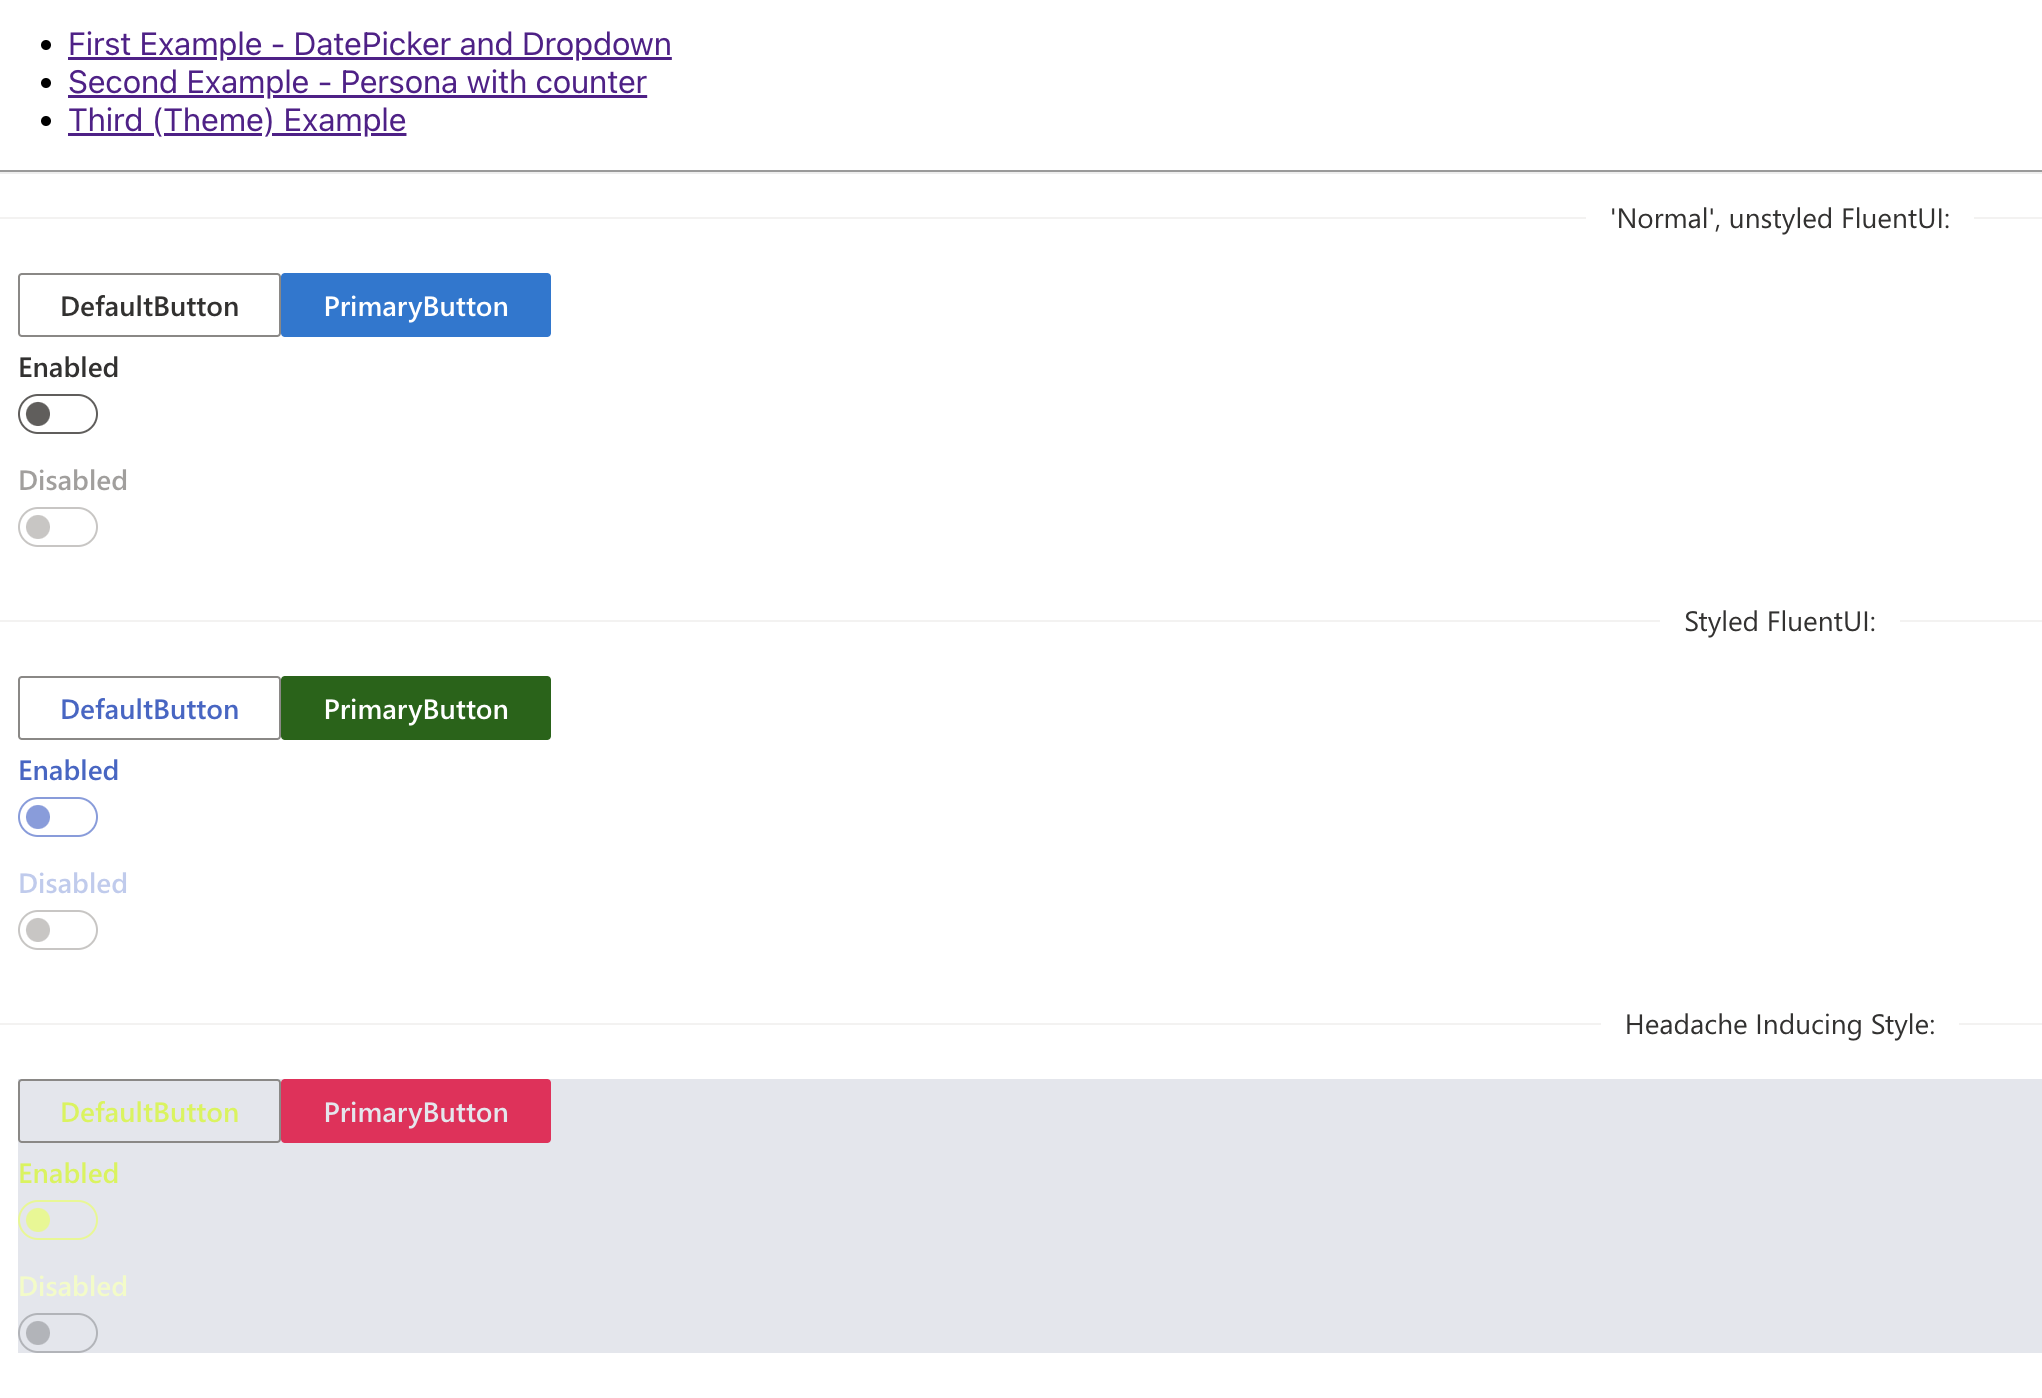 First Example - DatePicker and Dropdown
Second Example - Persona with counter
Third (Theme) Example
'Normal', unstyled FluentUI:
DefaultButton PrimaryButton
Enabled
Disabled
Styled FluentUI:
DefaultButton PrimaryButton
Enabled
Disabled
Headache Inducing Style:
DefaultButton PrimaryButton
Enabled
Disabled